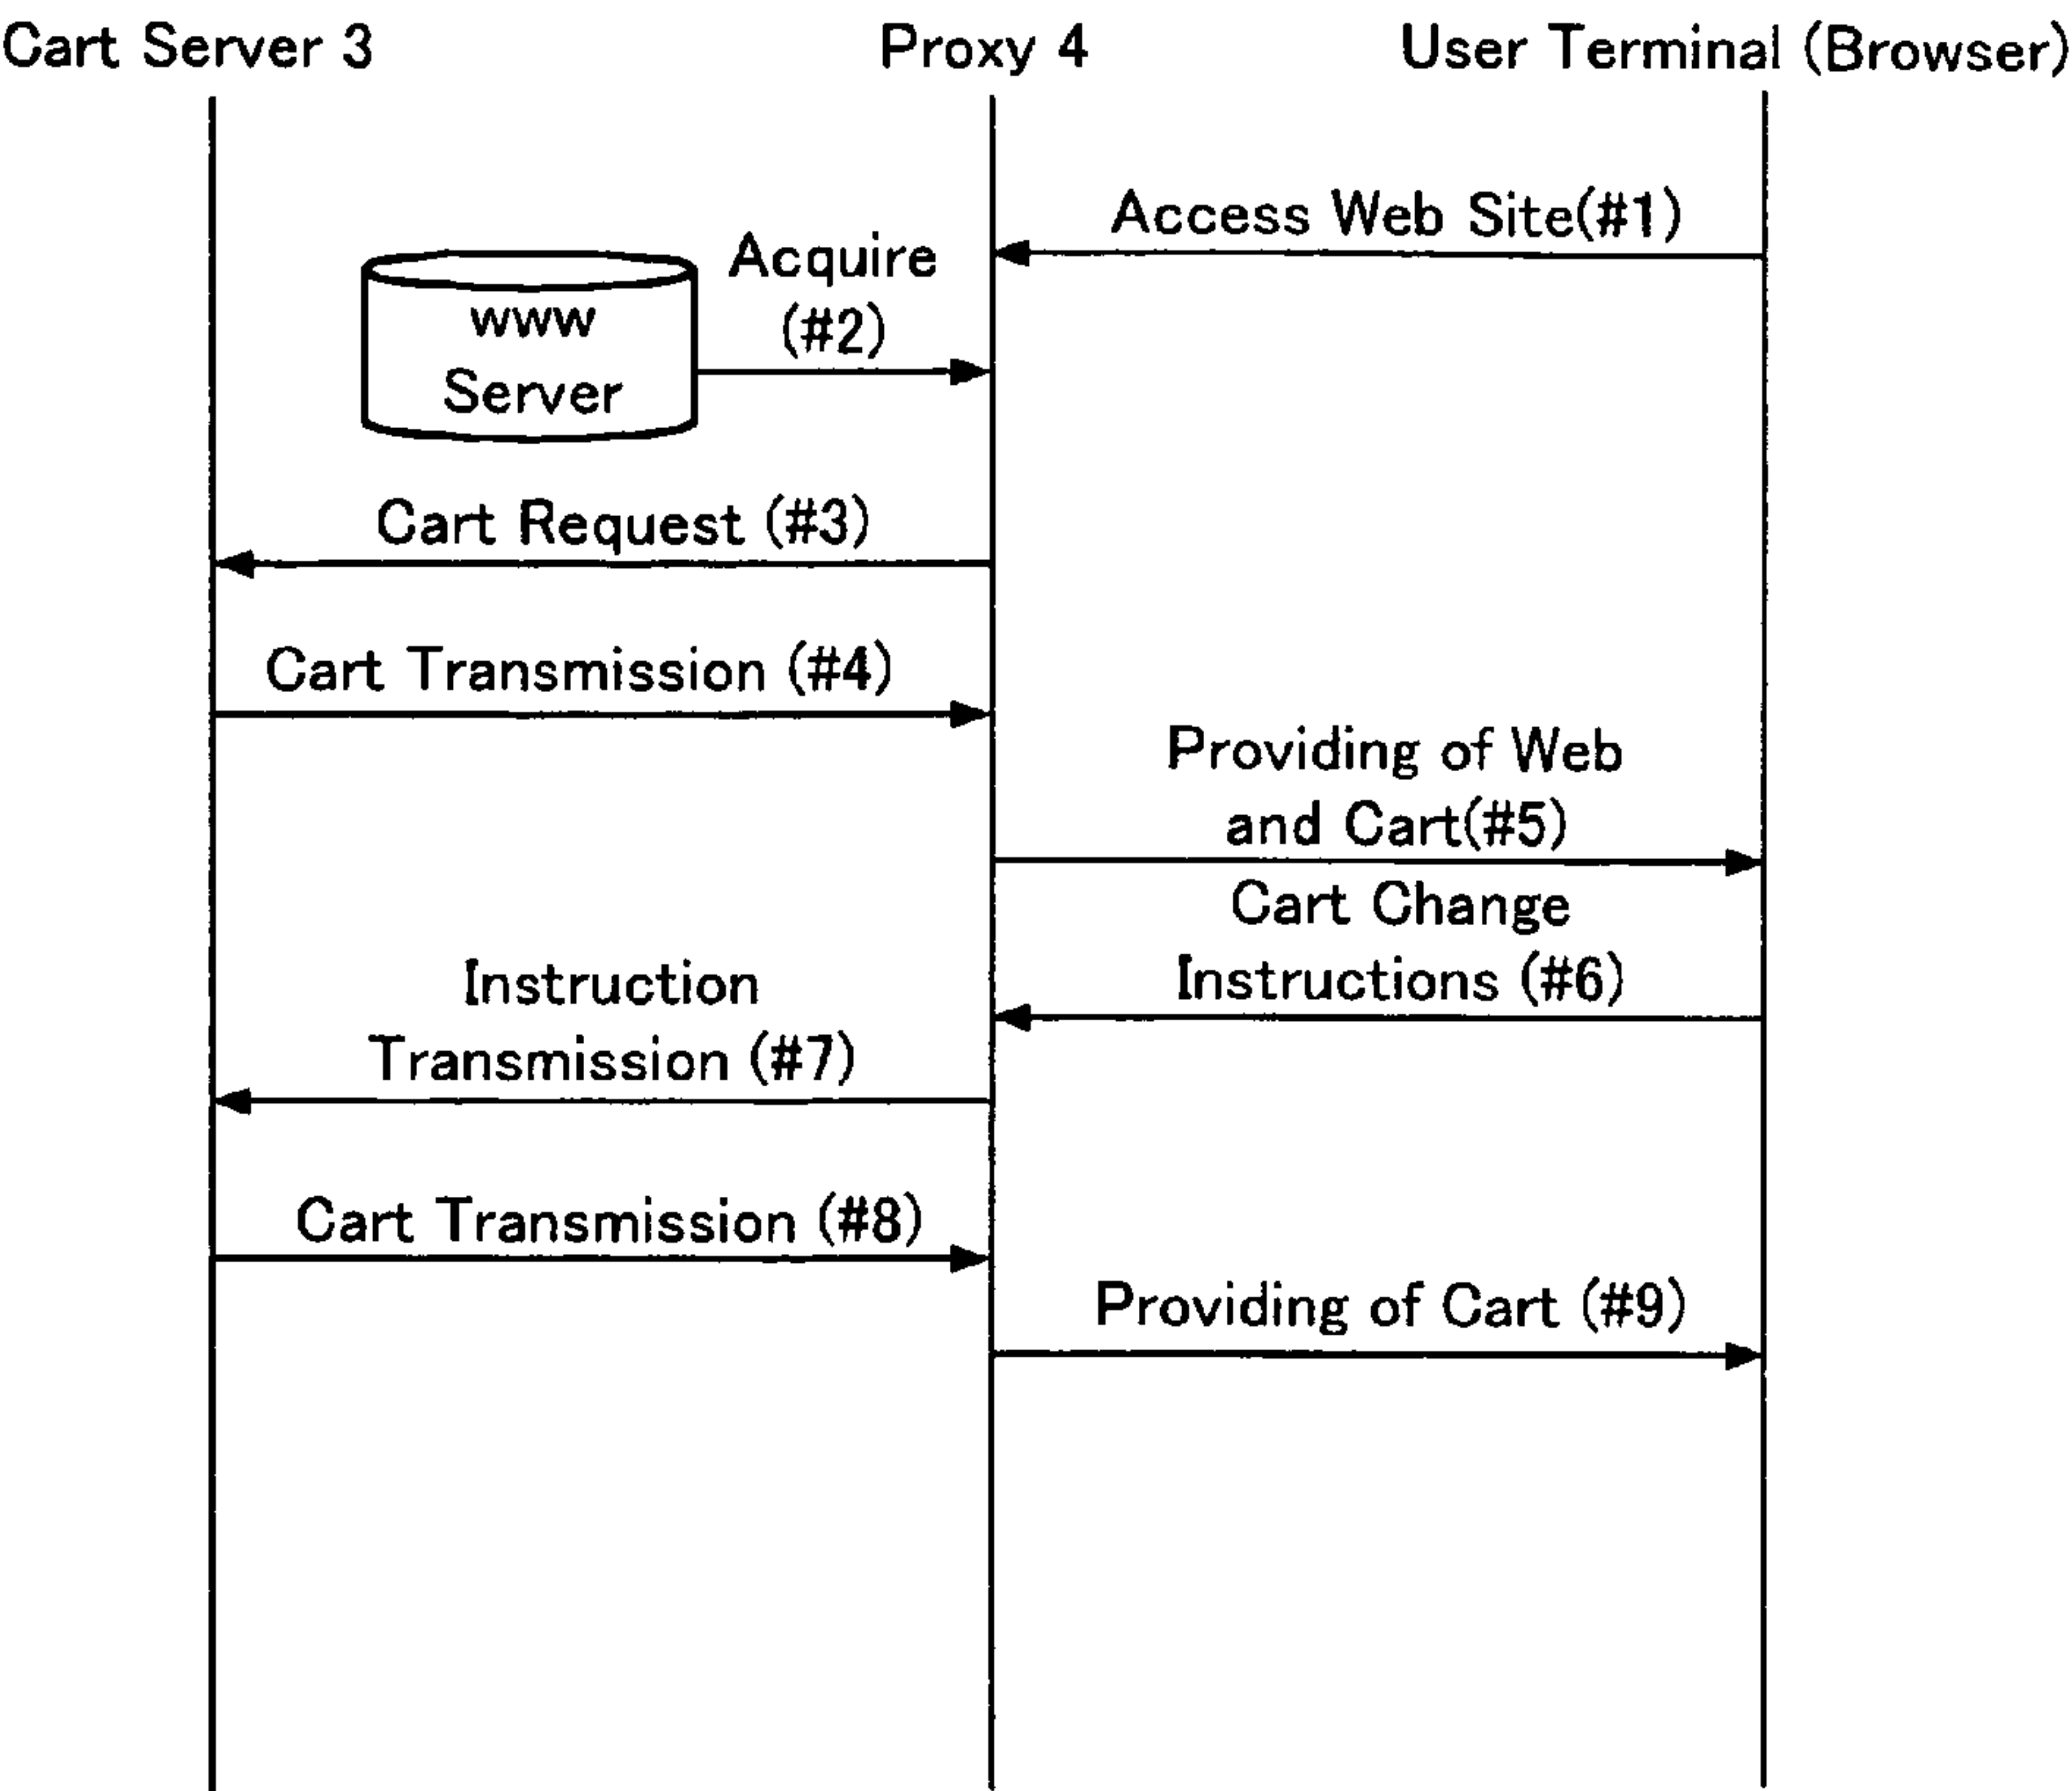 Cart Server 3
Proxy 4
User Terminal (Browser)
Access Web Site(#1)
Acquire
(#2)
www
Server
Cart Request (#3)
Cart Transmission (#4)
Providing of Web
and Cart(#5)
Cart Change
Instructions (#6)
Instruction
Transmission (#7)
Cart Transmission (#8)
Providing of Cart (#9)